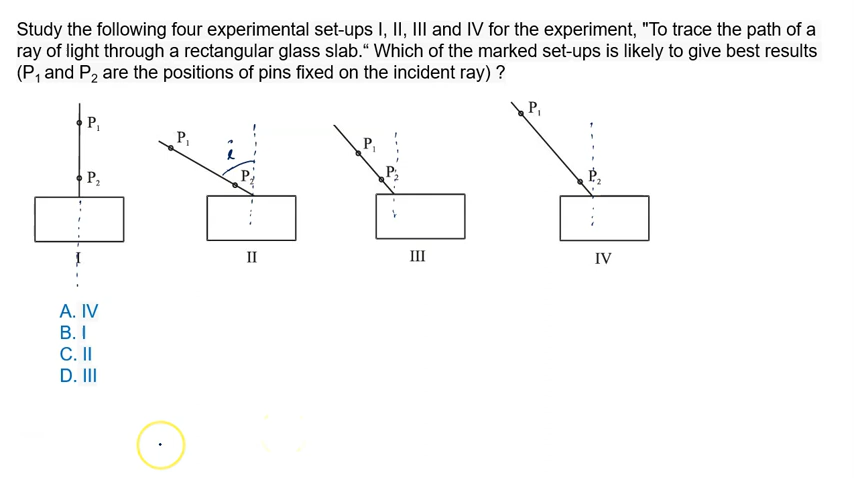 Study the following four experimental set-ups I, II, III and IV for the experiment, "To trace the path of a
ray of light through a rectangular glass slab.“ Which of the marked set-ups is likely to give best results
(P₁ and P₂ are the positions of pins fixed on the incident ray) ?
P₁ P₁ i P₁ P₁
P₂ P₂ P₂ P₂
I II III IV
A. IV
B. I
C. II
D. III